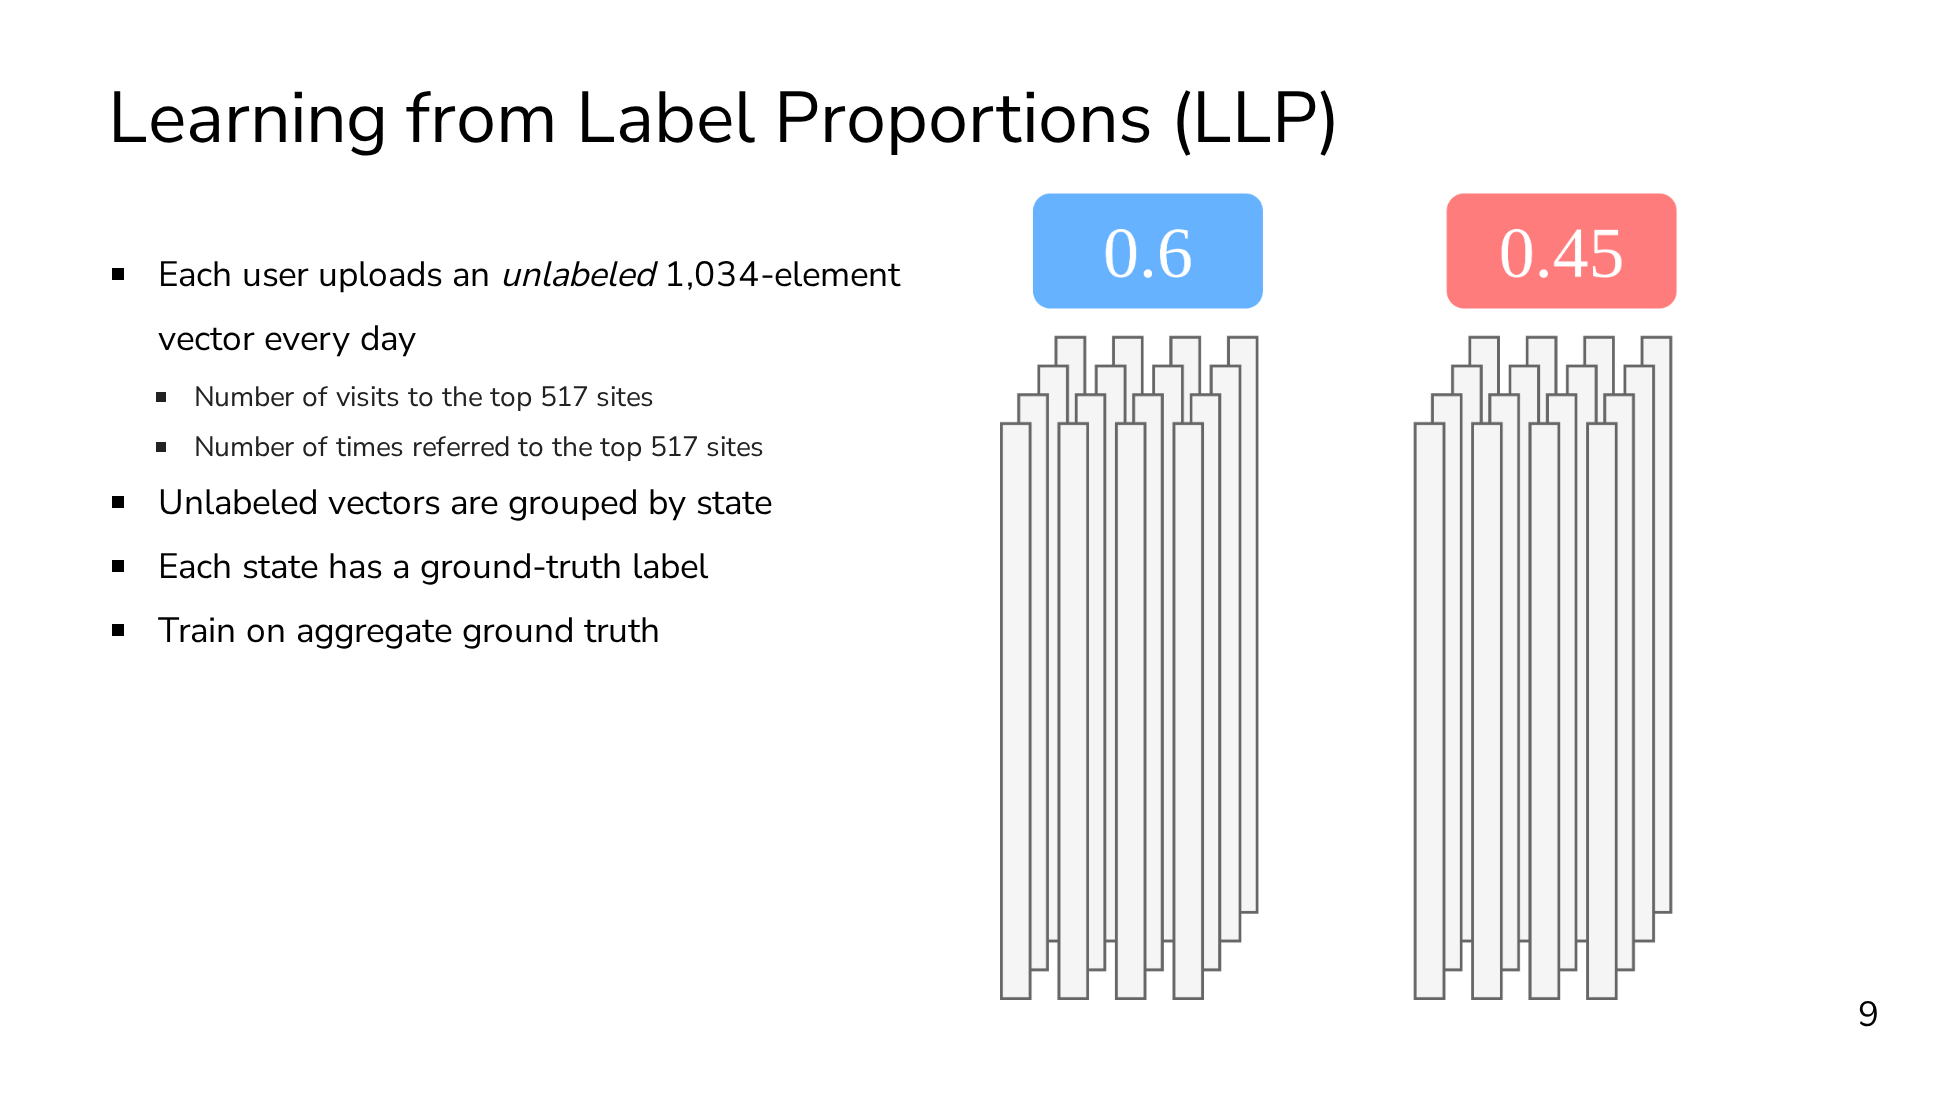 Learning from Label Proportions (LLP)
▪ Each user uploads an unlabeled 1,034-element
vector every day
▪ Number of visits to the top 517 sites
▪ Number of times referred to the top 517 sites
▪ Unlabeled vectors are grouped by state
▪ Each state has a ground-truth label
▪ Train on aggregate ground truth
0.6
0.45
9